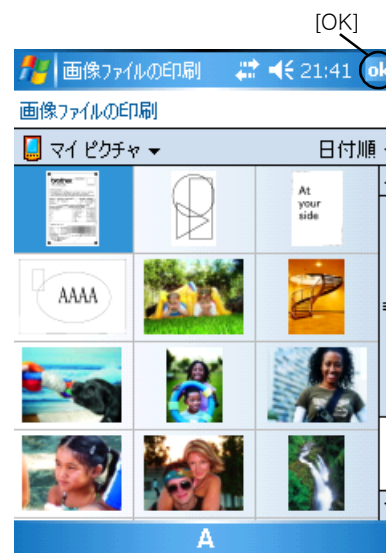 [OK]
画像ファイルの印刷 21:41 ok
画像ファイルの印刷
マイ ピクチャ 日付順
brother
At
your
side
AAAA
A